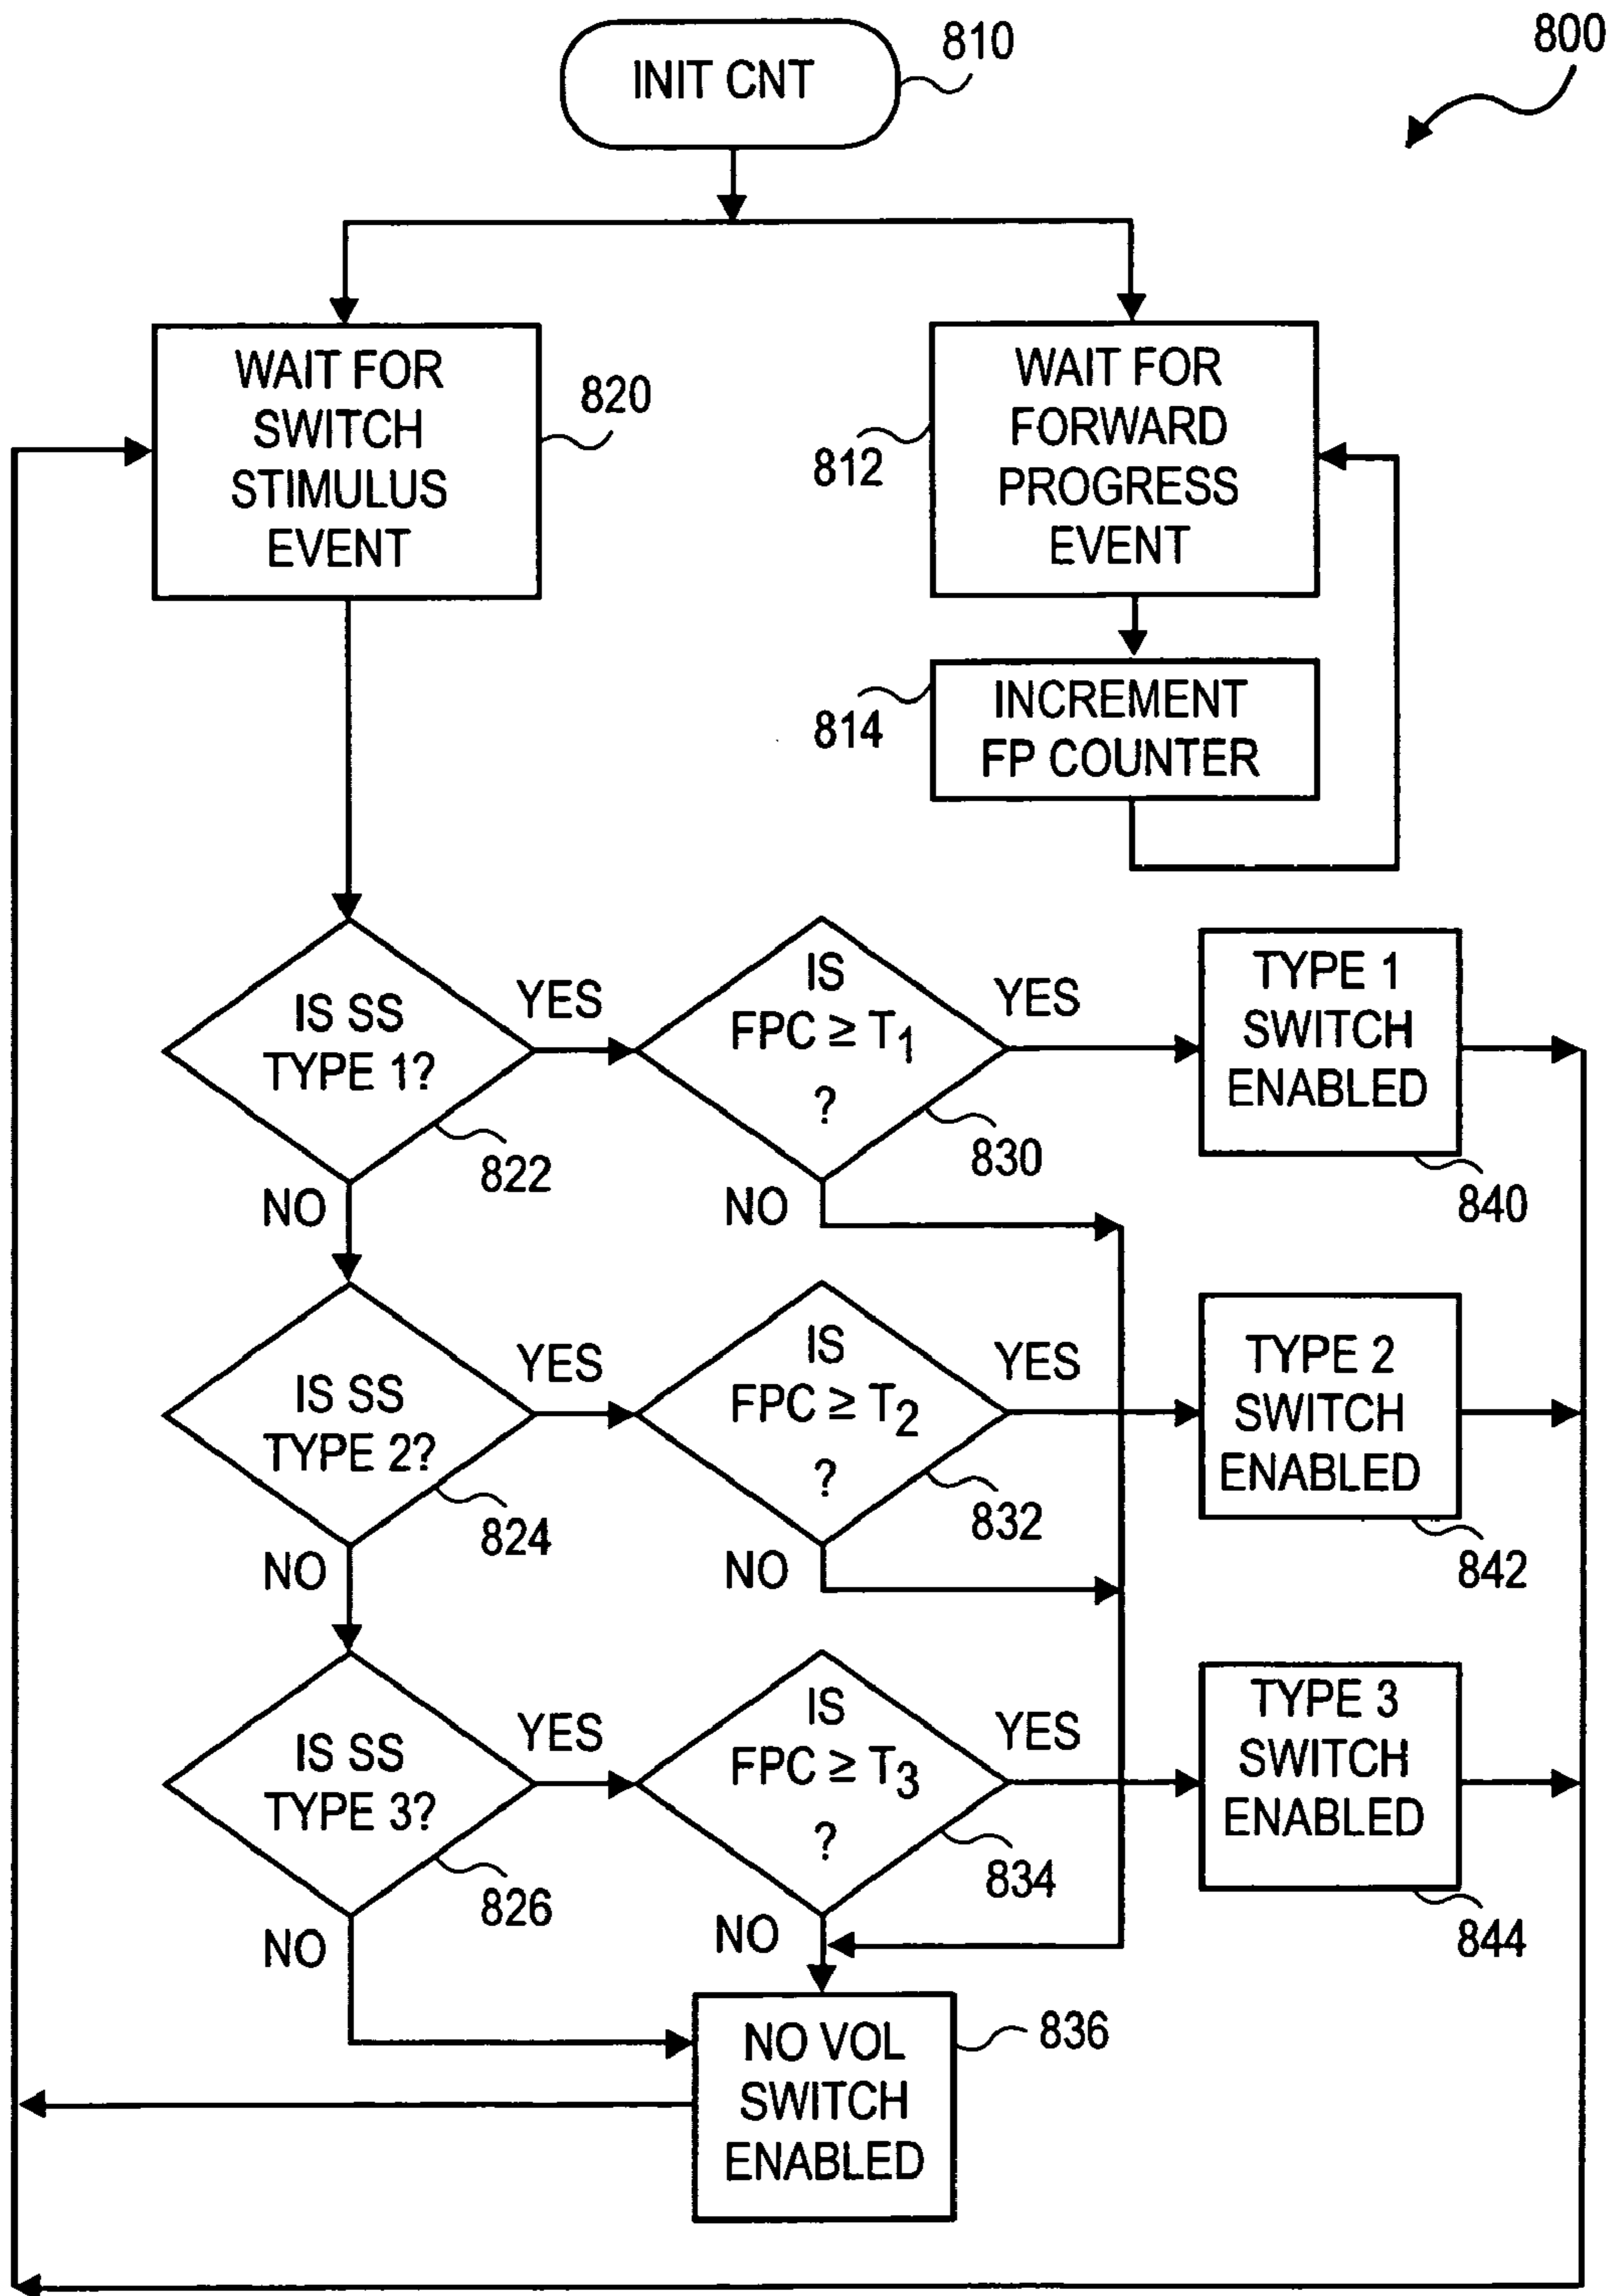 800
INIT CNT
810
WAIT FOR
SWITCH
STIMULUS
EVENT
820
WAIT FOR
FORWARD
PROGRESS
EVENT
812
INCREMENT
FP COUNTER
814
IS SS
TYPE 1?
822
YES
NO
IS
FPC ≥ T1
?
830
YES
NO
TYPE 1
SWITCH
ENABLED
840
IS SS
TYPE 2?
824
YES
NO
IS
FPC ≥ T2
?
832
YES
NO
TYPE 2
SWITCH
ENABLED
842
IS SS
TYPE 3?
826
YES
NO
IS
FPC ≥ T3
?
834
YES
NO
TYPE 3
SWITCH
ENABLED
844
NO VOL
SWITCH
ENABLED
836